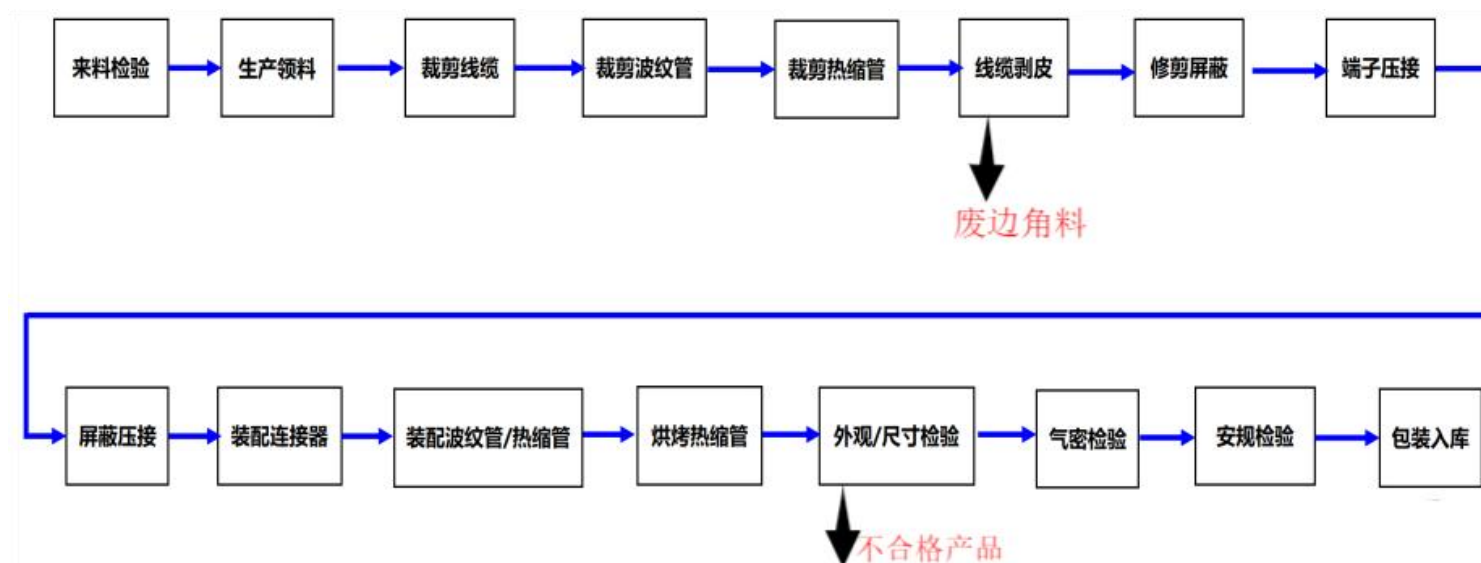 来料检验
生产领料
裁剪线缆
裁剪波纹管
裁剪热缩管
线缆剥皮
修剪屏蔽
端子压接
废边角料
屏蔽压接
装配连接器
装配波纹管/热缩管
烘烤热缩管
外观/尺寸检验
气密检验
安规检验
包装入库
不合格产品